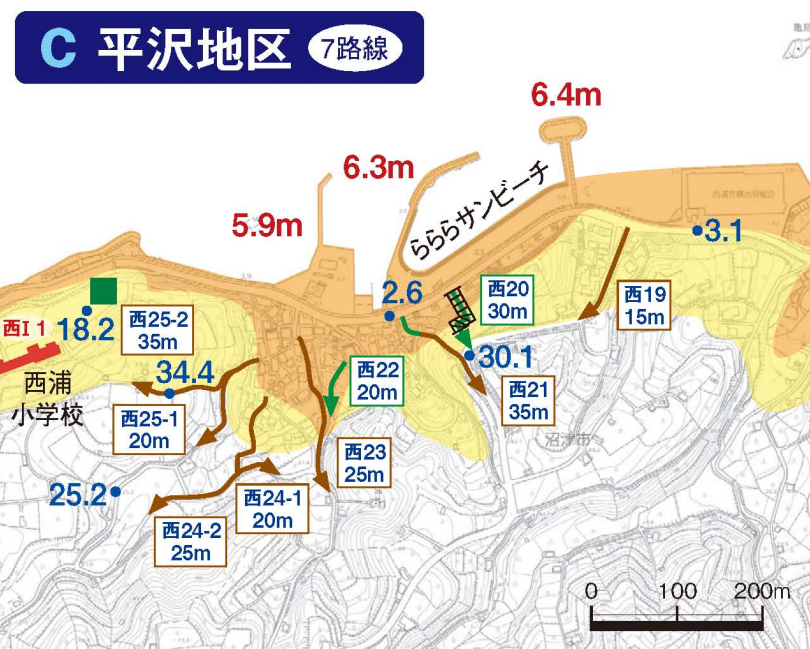 C 平沢地区 7路線
6.4m
6.3m
5.9m
らららサンビーチ
3.1
2.6
西20
30m
西19
15m
西I1
18.2
西25-2
35m
30.1
西浦
小学校
34.4
西22
20m
西21
35m
西25-1
20m
沼津市
西23
25m
25.2
西24-1
20m
西24-2
25m
0 100 200m